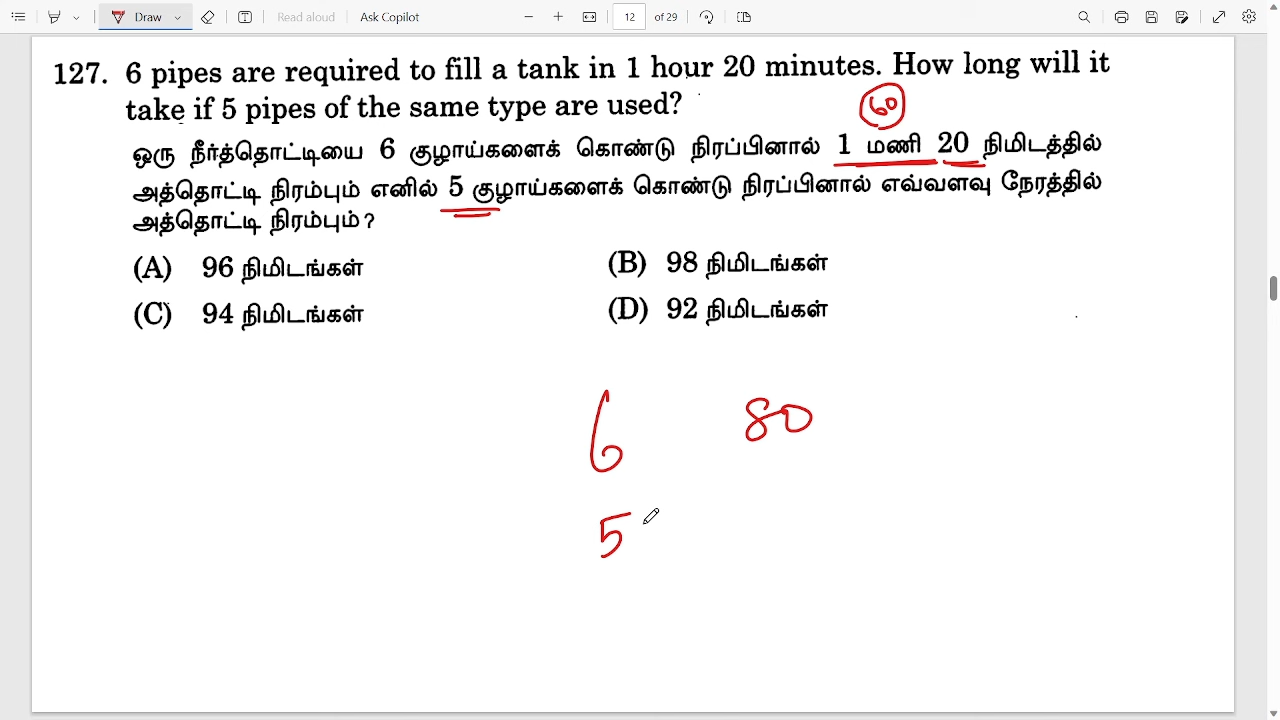 Draw
Read aloud
Ask Copilot
12
of 29
127. 6 pipes are required to fill a tank in 1 hour 20 minutes. How long will it
take if 5 pipes of the same type are used?
60
ஒரு நீர்த்தொட்டியை 6 குழாய்களைக் கொண்டு நிரப்பினால் 1 மணி 20 நிமிடத்தில்
அத்தொட்டி நிரம்பும் எனில் 5 குழாய்களைக் கொண்டு நிரப்பினால் எவ்வளவு நேரத்தில்
அத்தொட்டி நிரம்பும்?
(A) 96 நிமிடங்கள் (B) 98 நிமிடங்கள்
(C) 94 நிமிடங்கள் (D) 92 நிமிடங்கள்
6 80
5